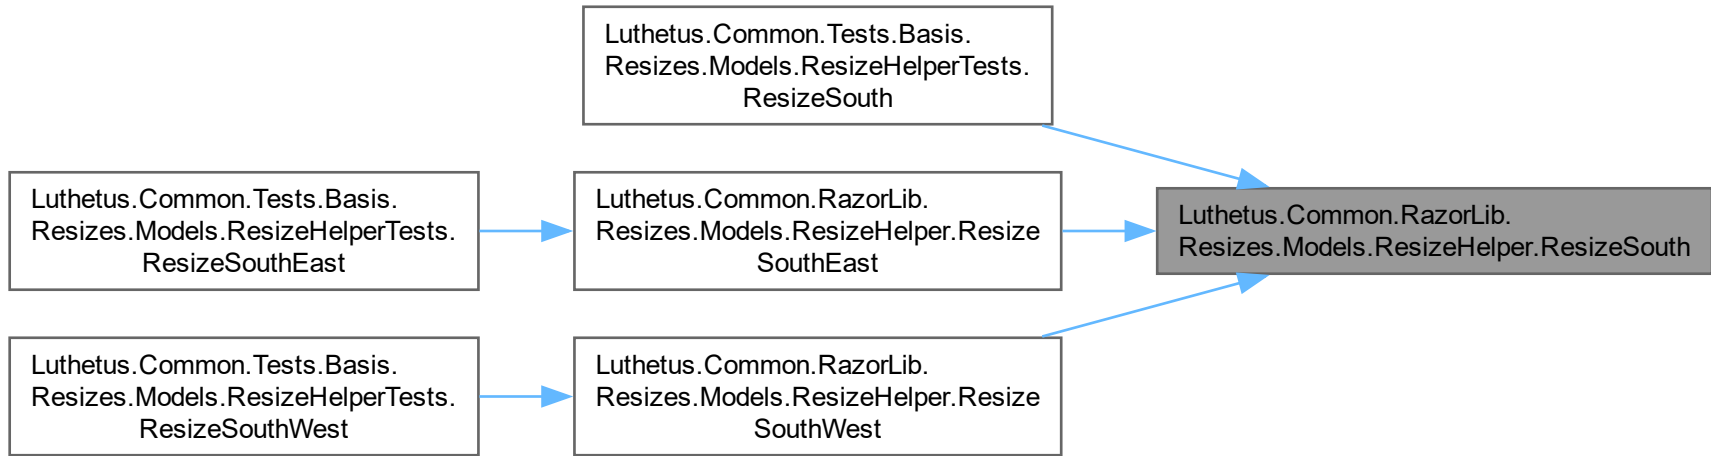 Luthetus.Common.Tests.Basis.
Resizes.Models.ResizeHelperTests.
ResizeSouth
Luthetus.Common.Tests.Basis.
Resizes.Models.ResizeHelperTests.
ResizeSouthEast
Luthetus.Common.RazorLib.
Resizes.Models.ResizeHelper.Resize
SouthEast
Luthetus.Common.RazorLib.
Resizes.Models.ResizeHelper.ResizeSouth
Luthetus.Common.Tests.Basis.
Resizes.Models.ResizeHelperTests.
ResizeSouthWest
Luthetus.Common.RazorLib.
Resizes.Models.ResizeHelper.Resize
SouthWest